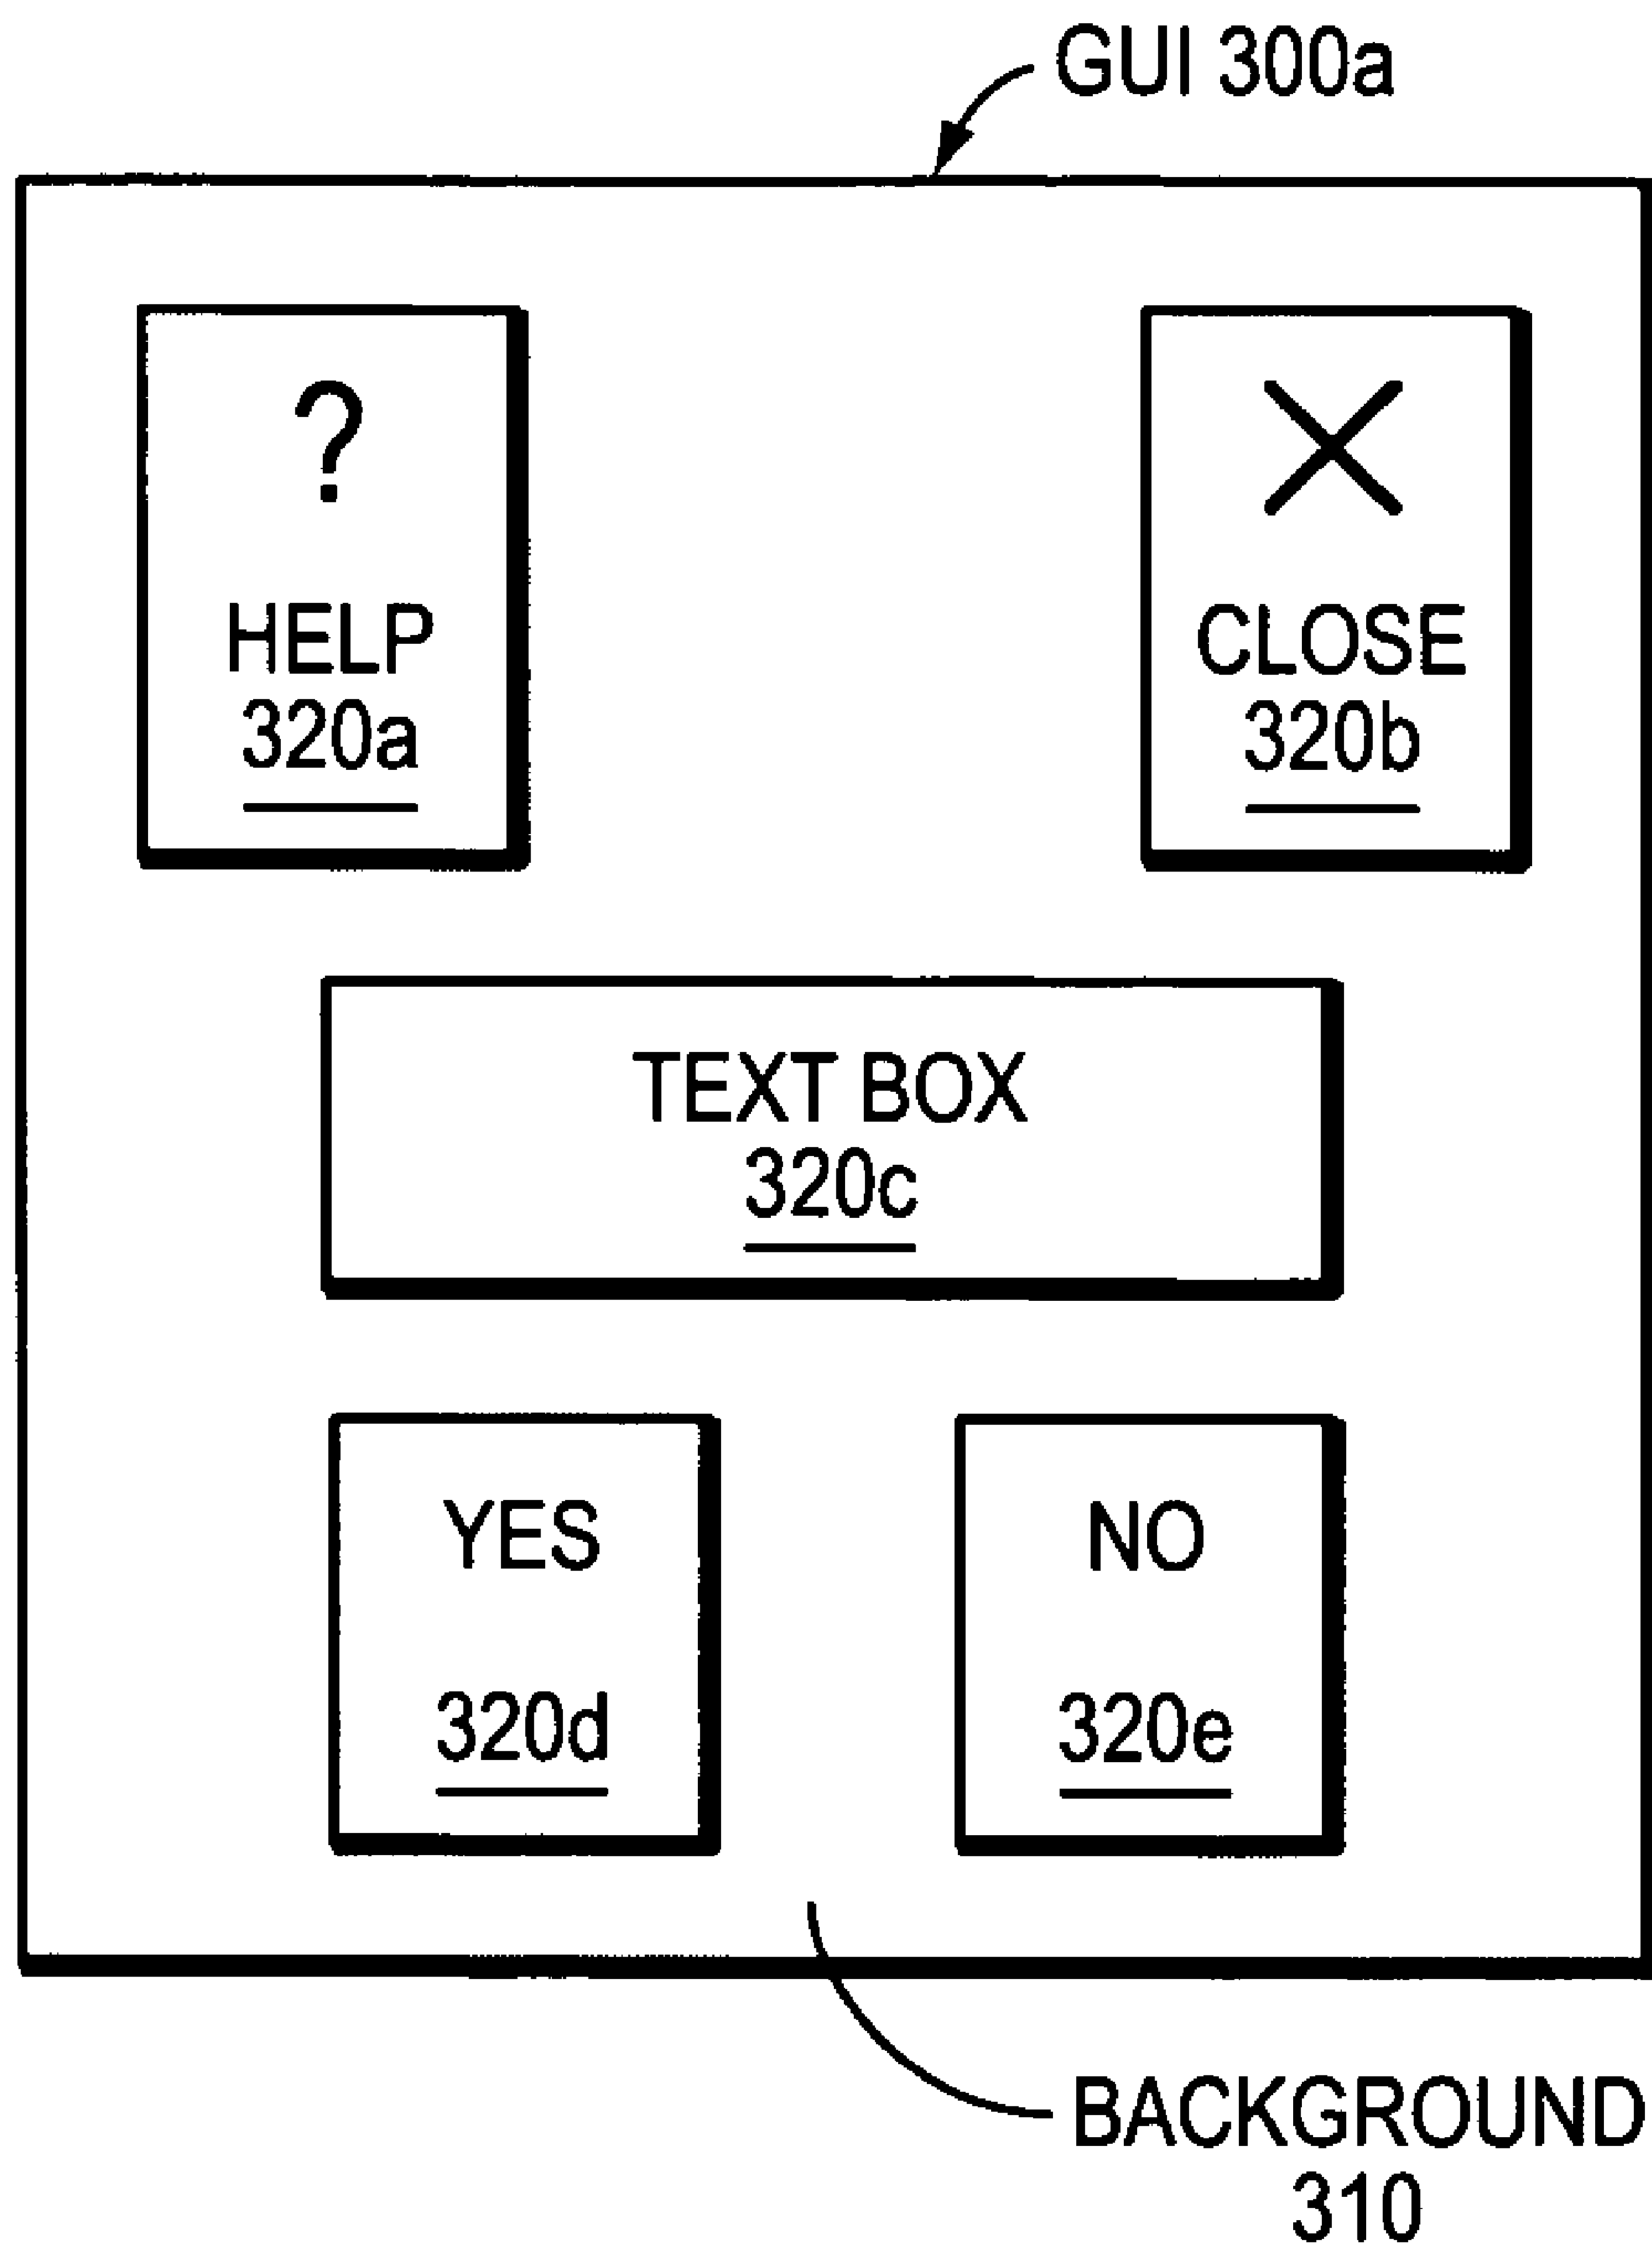 GUI 300a
?
HELP
320a
X
CLOSE
320b
TEXT BOX
320c
YES
320d
NO
320e
BACKGROUND
310